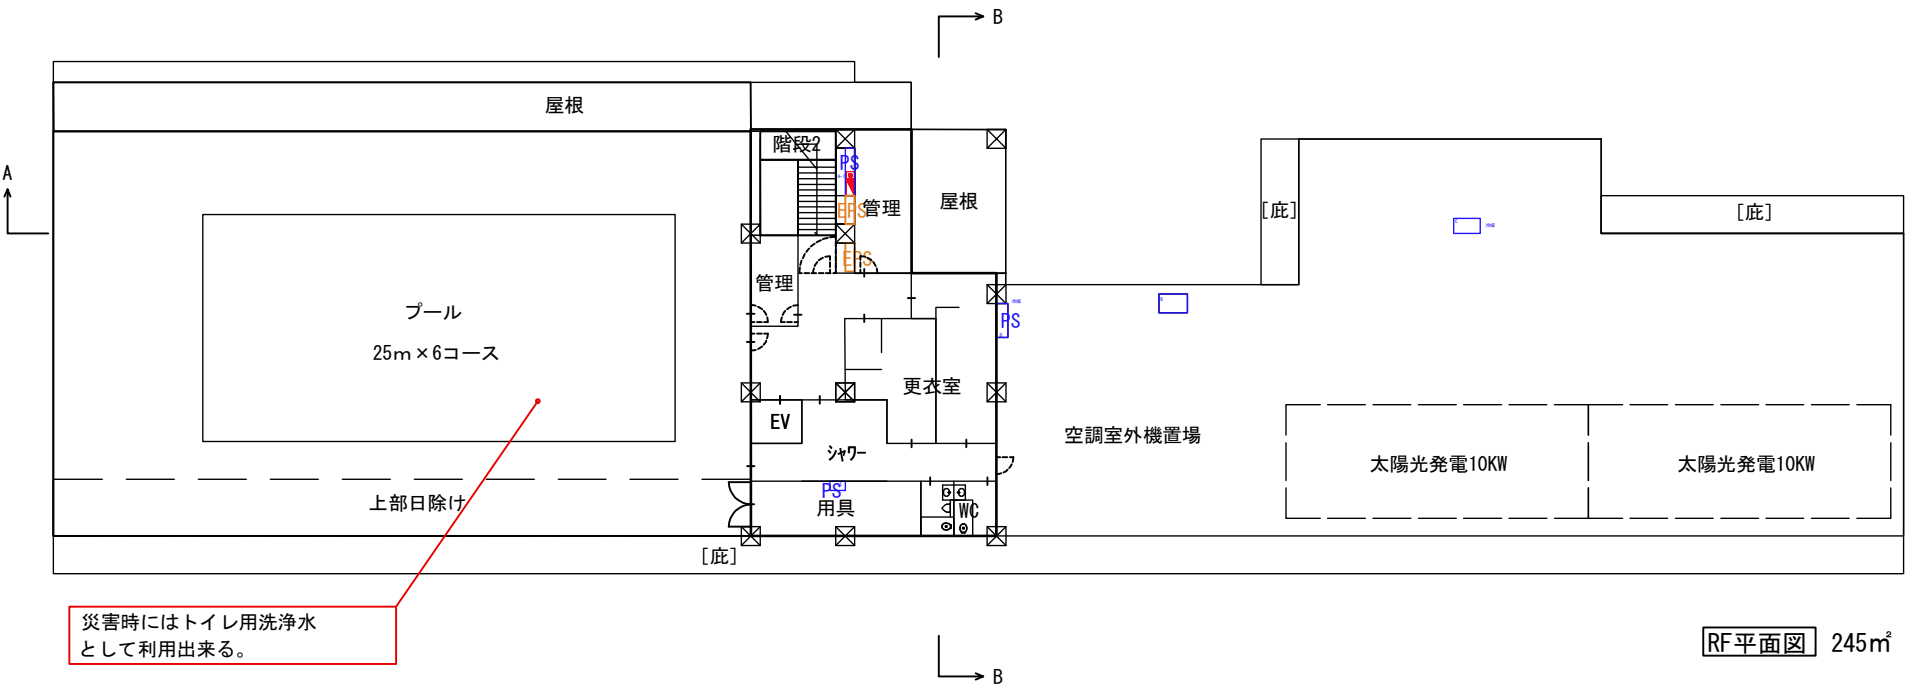 B
屋根
階段2
PS
A
EPS
管理
屋根
[庇]
[庇]
EPS
管理
プール
PS
25m×6コース
更衣室
EV
空調室外機置場
シャワー
太陽光発電10KW
太陽光発電10KW
上部日除け
PS
用具
WC
[庇]
災害時にはトイレ用洗浄水
として利用出来る。
RF平面図 245㎡
B